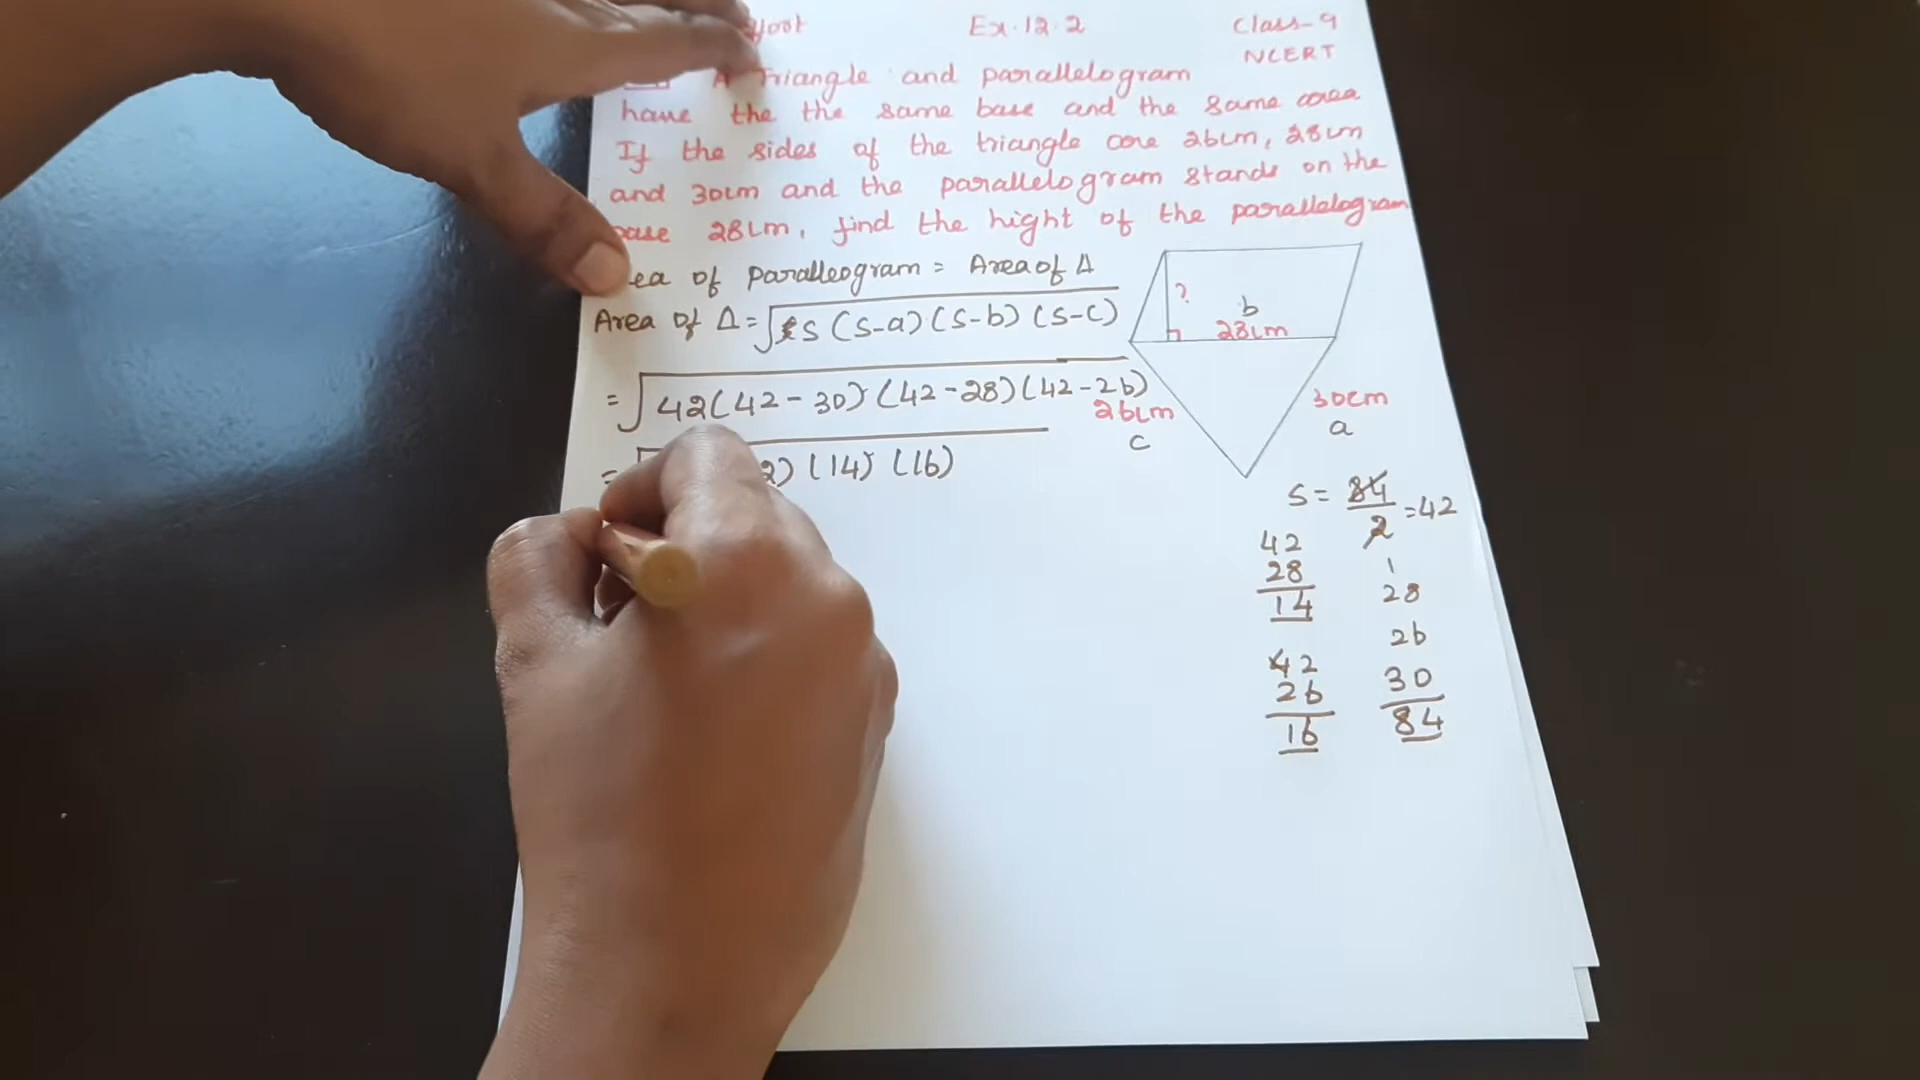 Ex.12.2
Class-9
NCERT
A Triangle and parallelogram
have the the same base and the same area
If the sides of the triangle are 26cm, 28cm
and 30cm and the parallelogram stands on the
base 28cm, find the hight of the parallelogram
of paralleogram = Area of Δ
Area of Δ = √S (S-a) (S-b) (S-c)
?
b
28cm
= √42(42-30) (42-28) (42-26)
26cm
c
30cm
a
= 2) (14) (16)
S = 84/2 = 42
42
28
14
42
26
16
1
28
26
30
84